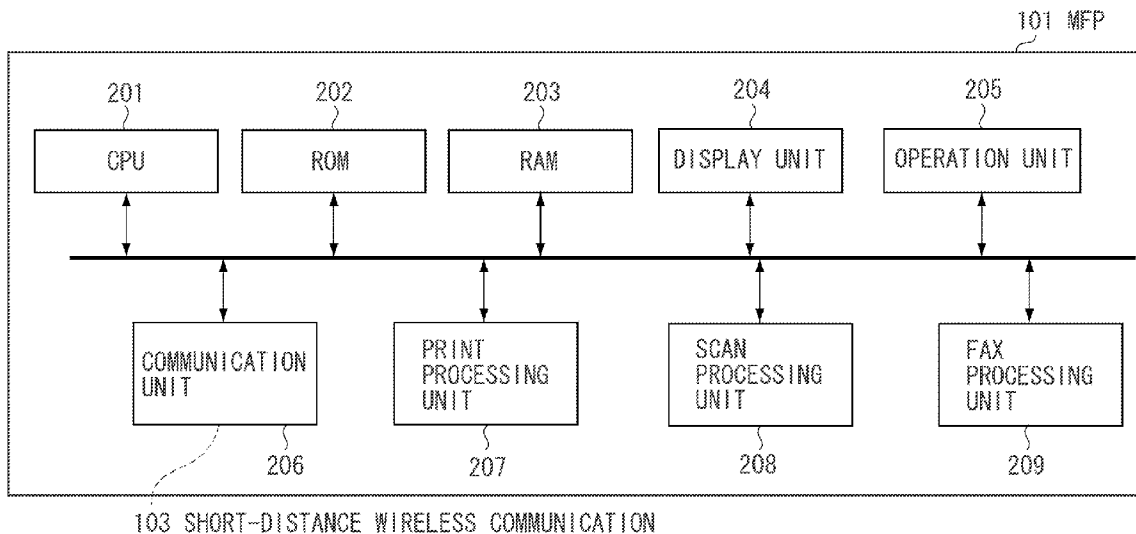 101 MFP
201
202
203
204
205
CPU
ROM
RAM
DISPLAY UNIT
OPERATION UNIT
COMMUNICATION
UNIT
PRINT
PROCESSING
UNIT
SCAN
PROCESSING
UNIT
FAX
PROCESSING
UNIT
206
207
208
209
103 SHORT-DISTANCE WIRELESS COMMUNICATION